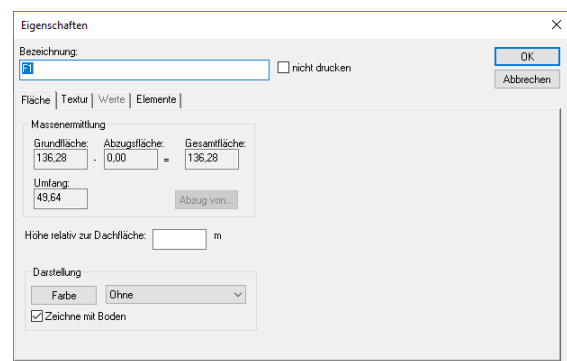 Eigenschaften
Bezeichnung:
F1
nicht drucken
OK
Abbrechen
Fläche Textur Werte Elemente
Massenermittlung
Grundfläche: Abzugsfläche: Gesamtfläche:
136,28 - 0,00 = 136,28
Umfang:
49,64
Abzug von...
Höhe relativ zur Dachfläche: m
Darstellung
Farbe Ohne
Zeichne mit Boden